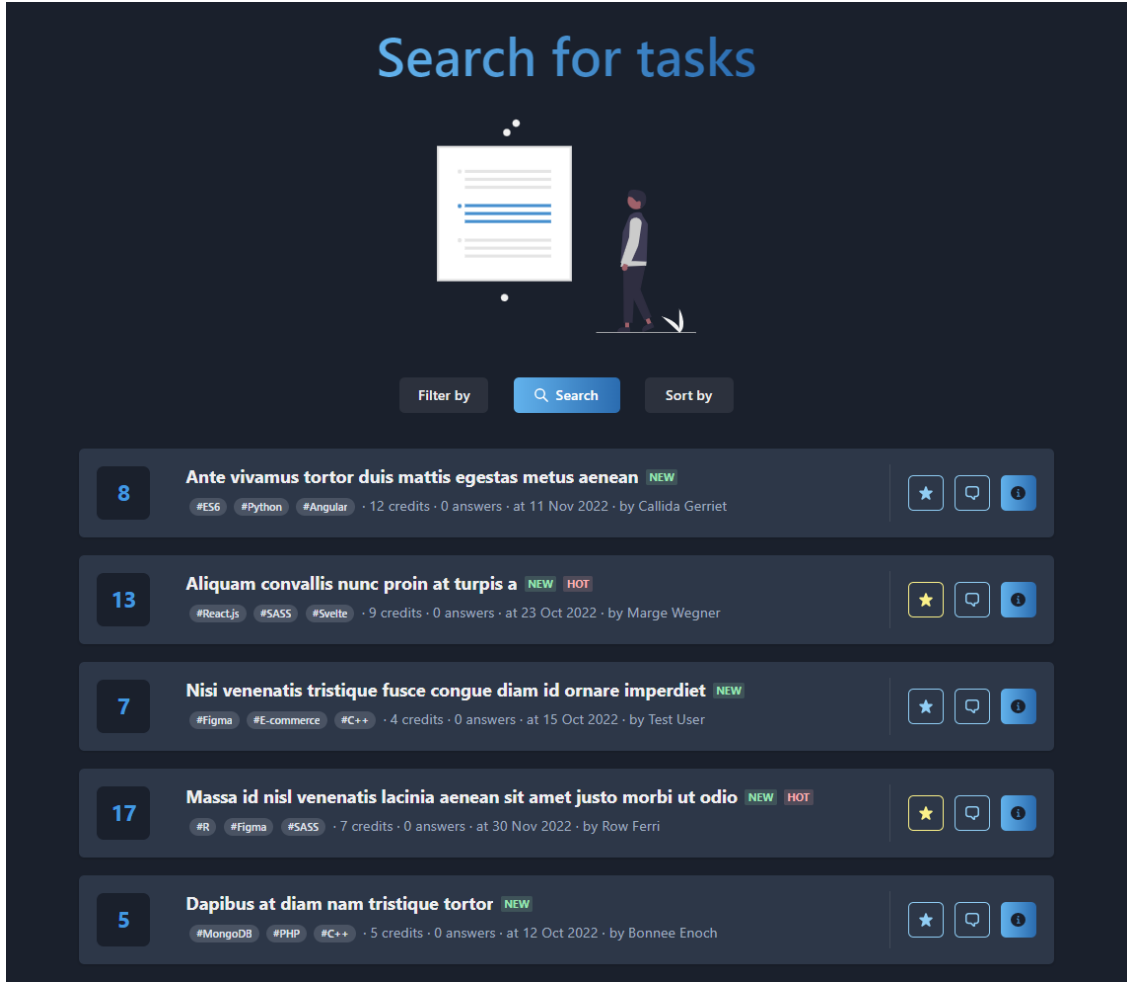 Search for tasks
Filter by
Search
Sort by
8
Ante vivamus tortor duis mattis egestas metus aenean NEW
#ES6 #Python #Angular · 12 credits · 0 answers · at 11 Nov 2022 · by Callida Gerriet
13
Aliquam convallis nunc proin at turpis a NEW HOT
#React.js #SASS #Svelte · 9 credits · 0 answers · at 23 Oct 2022 · by Marge Wegner
7
Nisi venenatis tristique fusce congue diam id ornare imperdiet NEW
#Figma #E-commerce #C++ · 4 credits · 0 answers · at 15 Oct 2022 · by Test User
17
Massa id nisl venenatis lacinia aenean sit amet justo morbi ut odio NEW HOT
#R #Figma #SASS · 7 credits · 0 answers · at 30 Nov 2022 · by Row Ferri
5
Dapibus at diam nam tristique tortor NEW
#MongoDB #PHP #C++ · 5 credits · 0 answers · at 12 Oct 2022 · by Bonnee Enoch